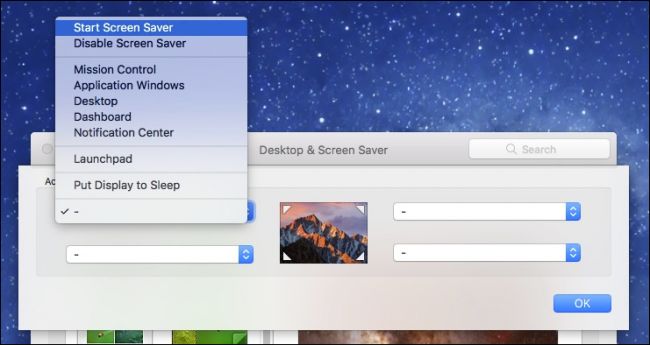 Start Screen Saver
Disable Screen Saver
Mission Control
Application Windows
Desktop
Dashboard
Notification Center
Launchpad
Put Display to Sleep
✓ -
Desktop & Screen Saver
Search
-
-
-
OK